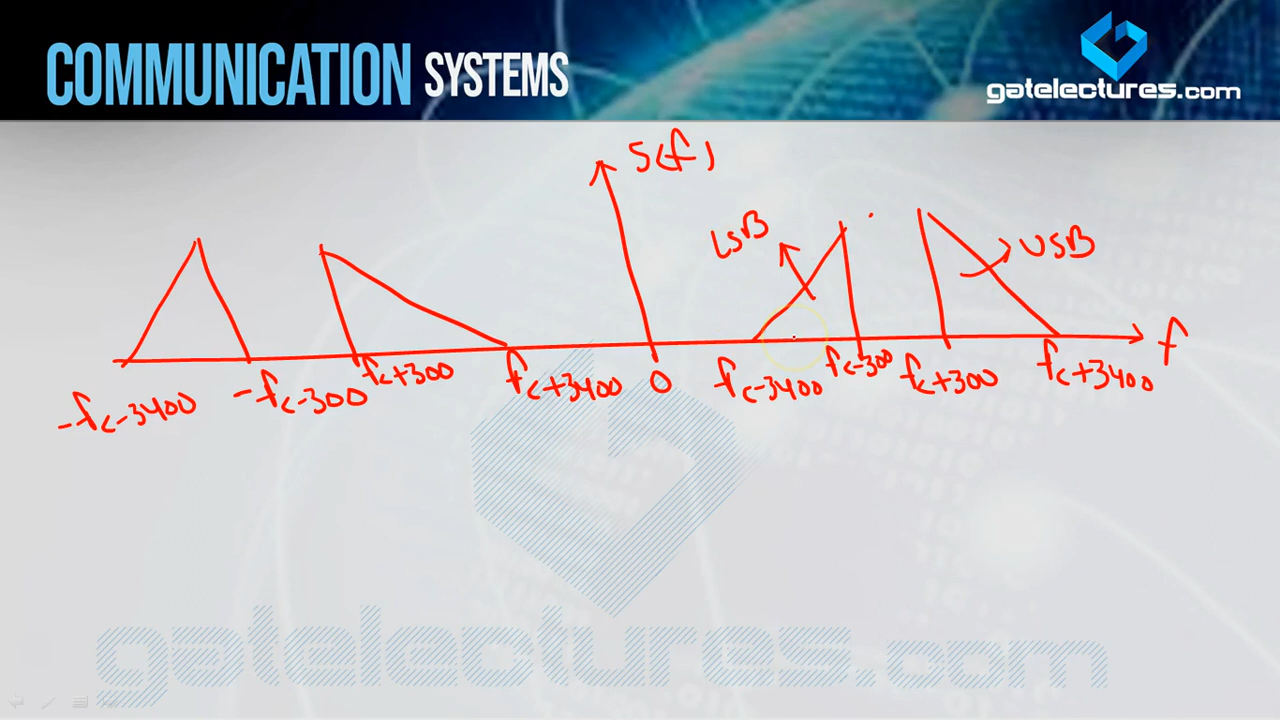 COMMUNICATION SYSTEMS
gatelectures.com
S(f)
LSB
USB
-fc-3400
-fc-300
fc+300
fc+3400
0
fc-3400
fc-300
fc+300
fc+3400
f
gatelectures.com